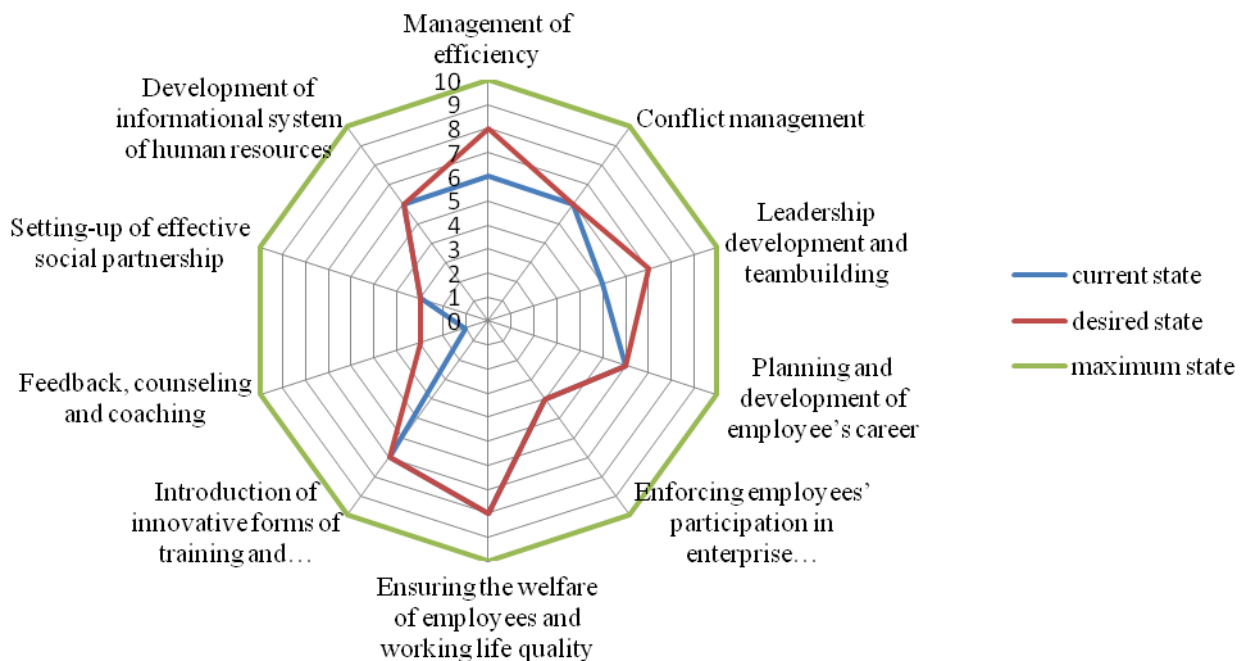 Management of
efficiency
Conflict management
Leadership
development and
teambuilding
Planning and
development of
employee’s career
Enforcing employees’
participation in
enterprise…
Ensuring the welfare
of employees and
working life quality
Introduction of
innovative forms of
training and…
Feedback, counseling
and coaching
Setting-up of effective
social partnership
Development of
informational system
of human resources
10
9
8
7
6
5
4
3
2
1
0
current state
desired state
maximum state